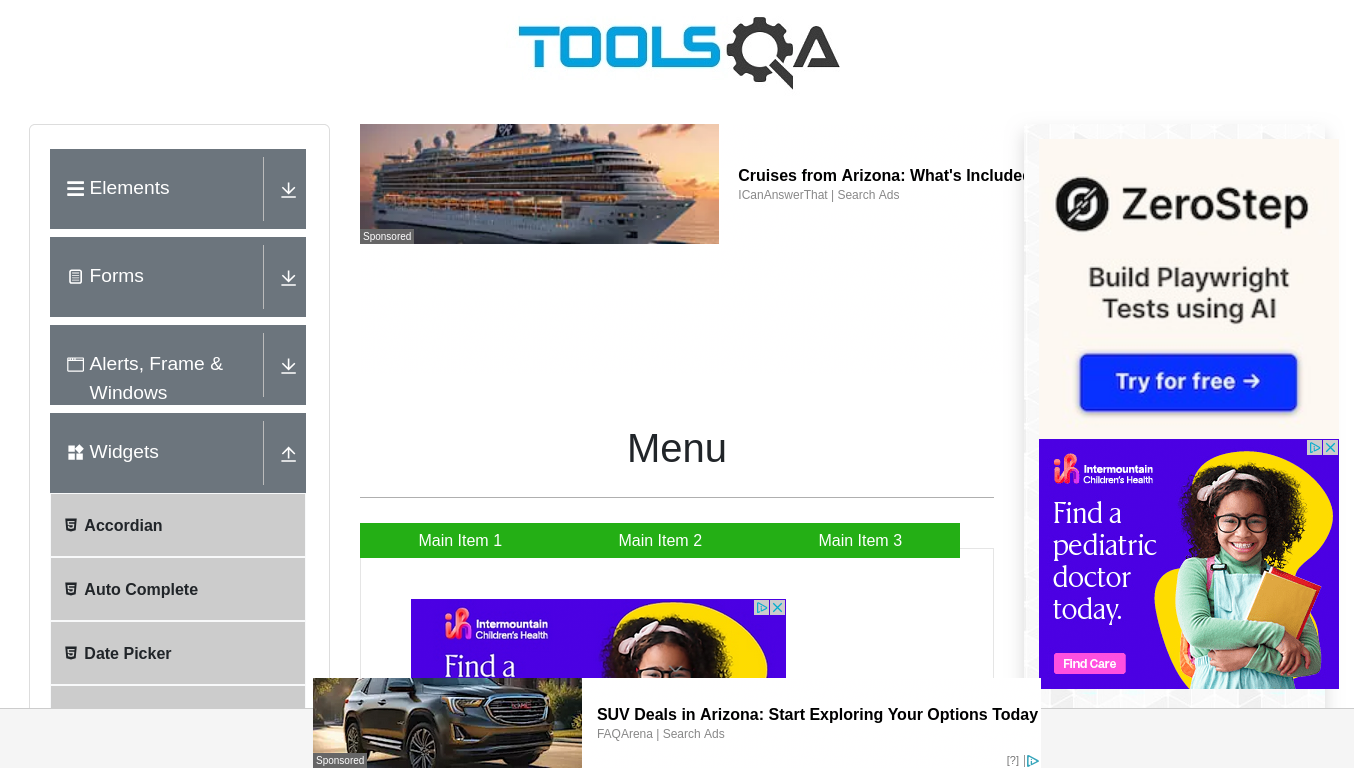 TOOLSQA
Elements
Forms
Alerts, Frame &
Windows
Widgets
Accordian
Auto Complete
Date Picker
Sponsored
Cruises from Arizona: What's Included
ICanAnswerThat | Search Ads
Menu
Main Item 1
Main Item 2
Main Item 3
Intermountain
Children's Health
Find a
Sponsored
SUV Deals in Arizona: Start Exploring Your Options Today
FAQArena | Search Ads
[?] |
ZeroStep
Build Playwright
Tests using AI
Try for free →
Intermountain
Children's Health
Find a
pediatric
doctor
today.
Find Care